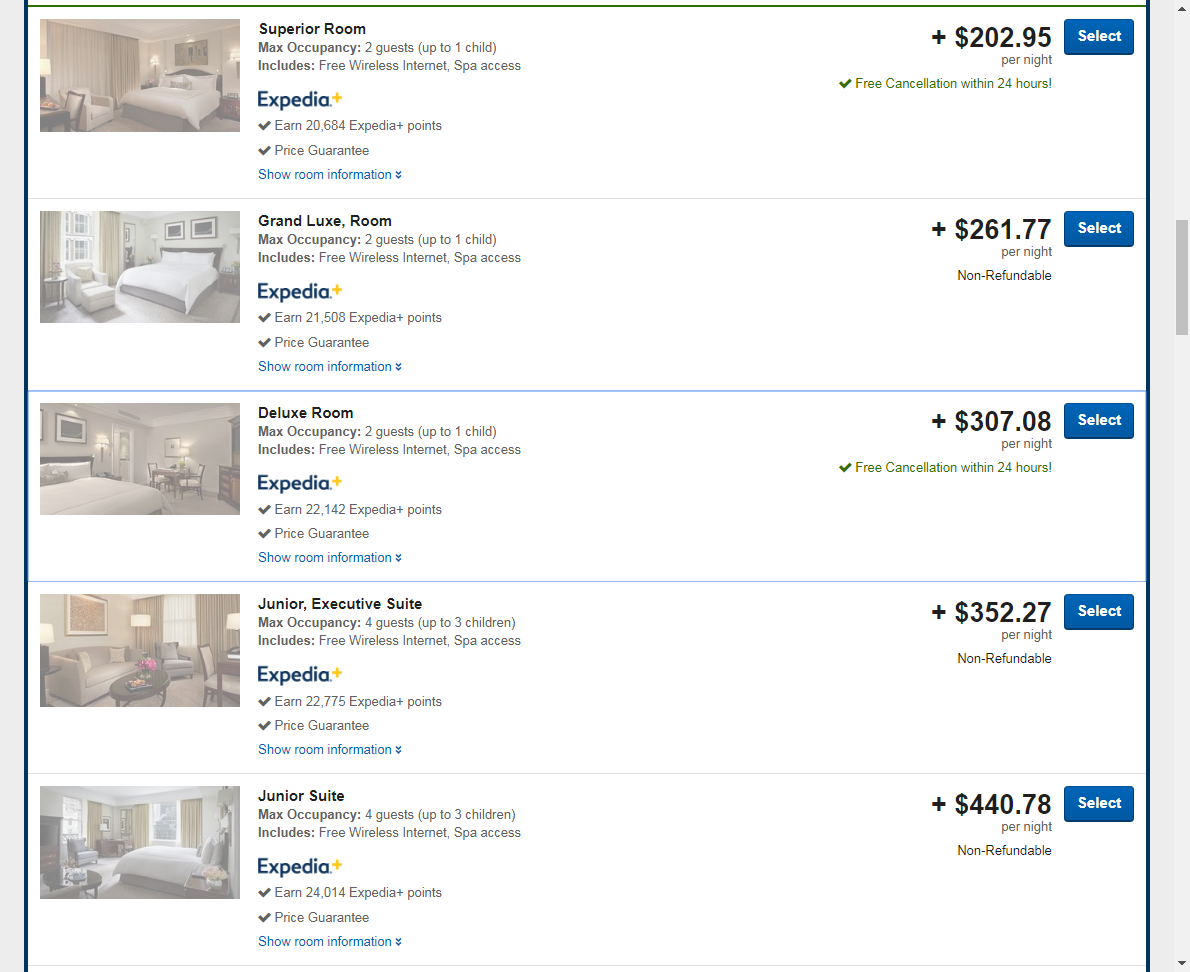 Superior Room
Max Occupancy: 2 guests (up to 1 child)
Includes: Free Wireless Internet, Spa access
+ $202.95
per night
Free Cancellation within 24 hours!
Select
Expedia.+
Earn 20,684 Expedia+ points
Price Guarantee
Show room information
Grand Luxe, Room
Max Occupancy: 2 guests (up to 1 child)
Includes: Free Wireless Internet, Spa access
+ $261.77
per night
Non-Refundable
Select
Expedia.+
Earn 21,508 Expedia+ points
Price Guarantee
Show room information
Deluxe Room
Max Occupancy: 2 guests (up to 1 child)
Includes: Free Wireless Internet, Spa access
+ $307.08
per night
Free Cancellation within 24 hours!
Select
Expedia.+
Earn 22,142 Expedia+ points
Price Guarantee
Show room information
Junior, Executive Suite
Max Occupancy: 4 guests (up to 3 children)
Includes: Free Wireless Internet, Spa access
+ $352.27
per night
Non-Refundable
Select
Expedia.+
Earn 22,775 Expedia+ points
Price Guarantee
Show room information
Junior Suite
Max Occupancy: 4 guests (up to 3 children)
Includes: Free Wireless Internet, Spa access
+ $440.78
per night
Non-Refundable
Select
Expedia.+
Earn 24,014 Expedia+ points
Price Guarantee
Show room information